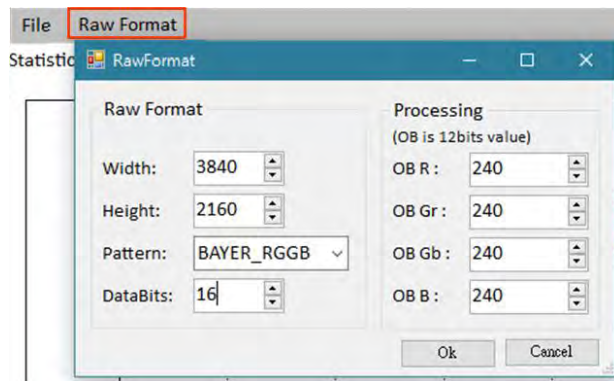 File Raw Format
Statistic
RawFormat
Raw Format
Width: 3840
Height: 2160
Pattern: BAYER_RGGB
DataBits: 16
Processing
(OB is 12bits value)
OB R : 240
OB Gr : 240
OB Gb : 240
OB B : 240
Ok Cancel